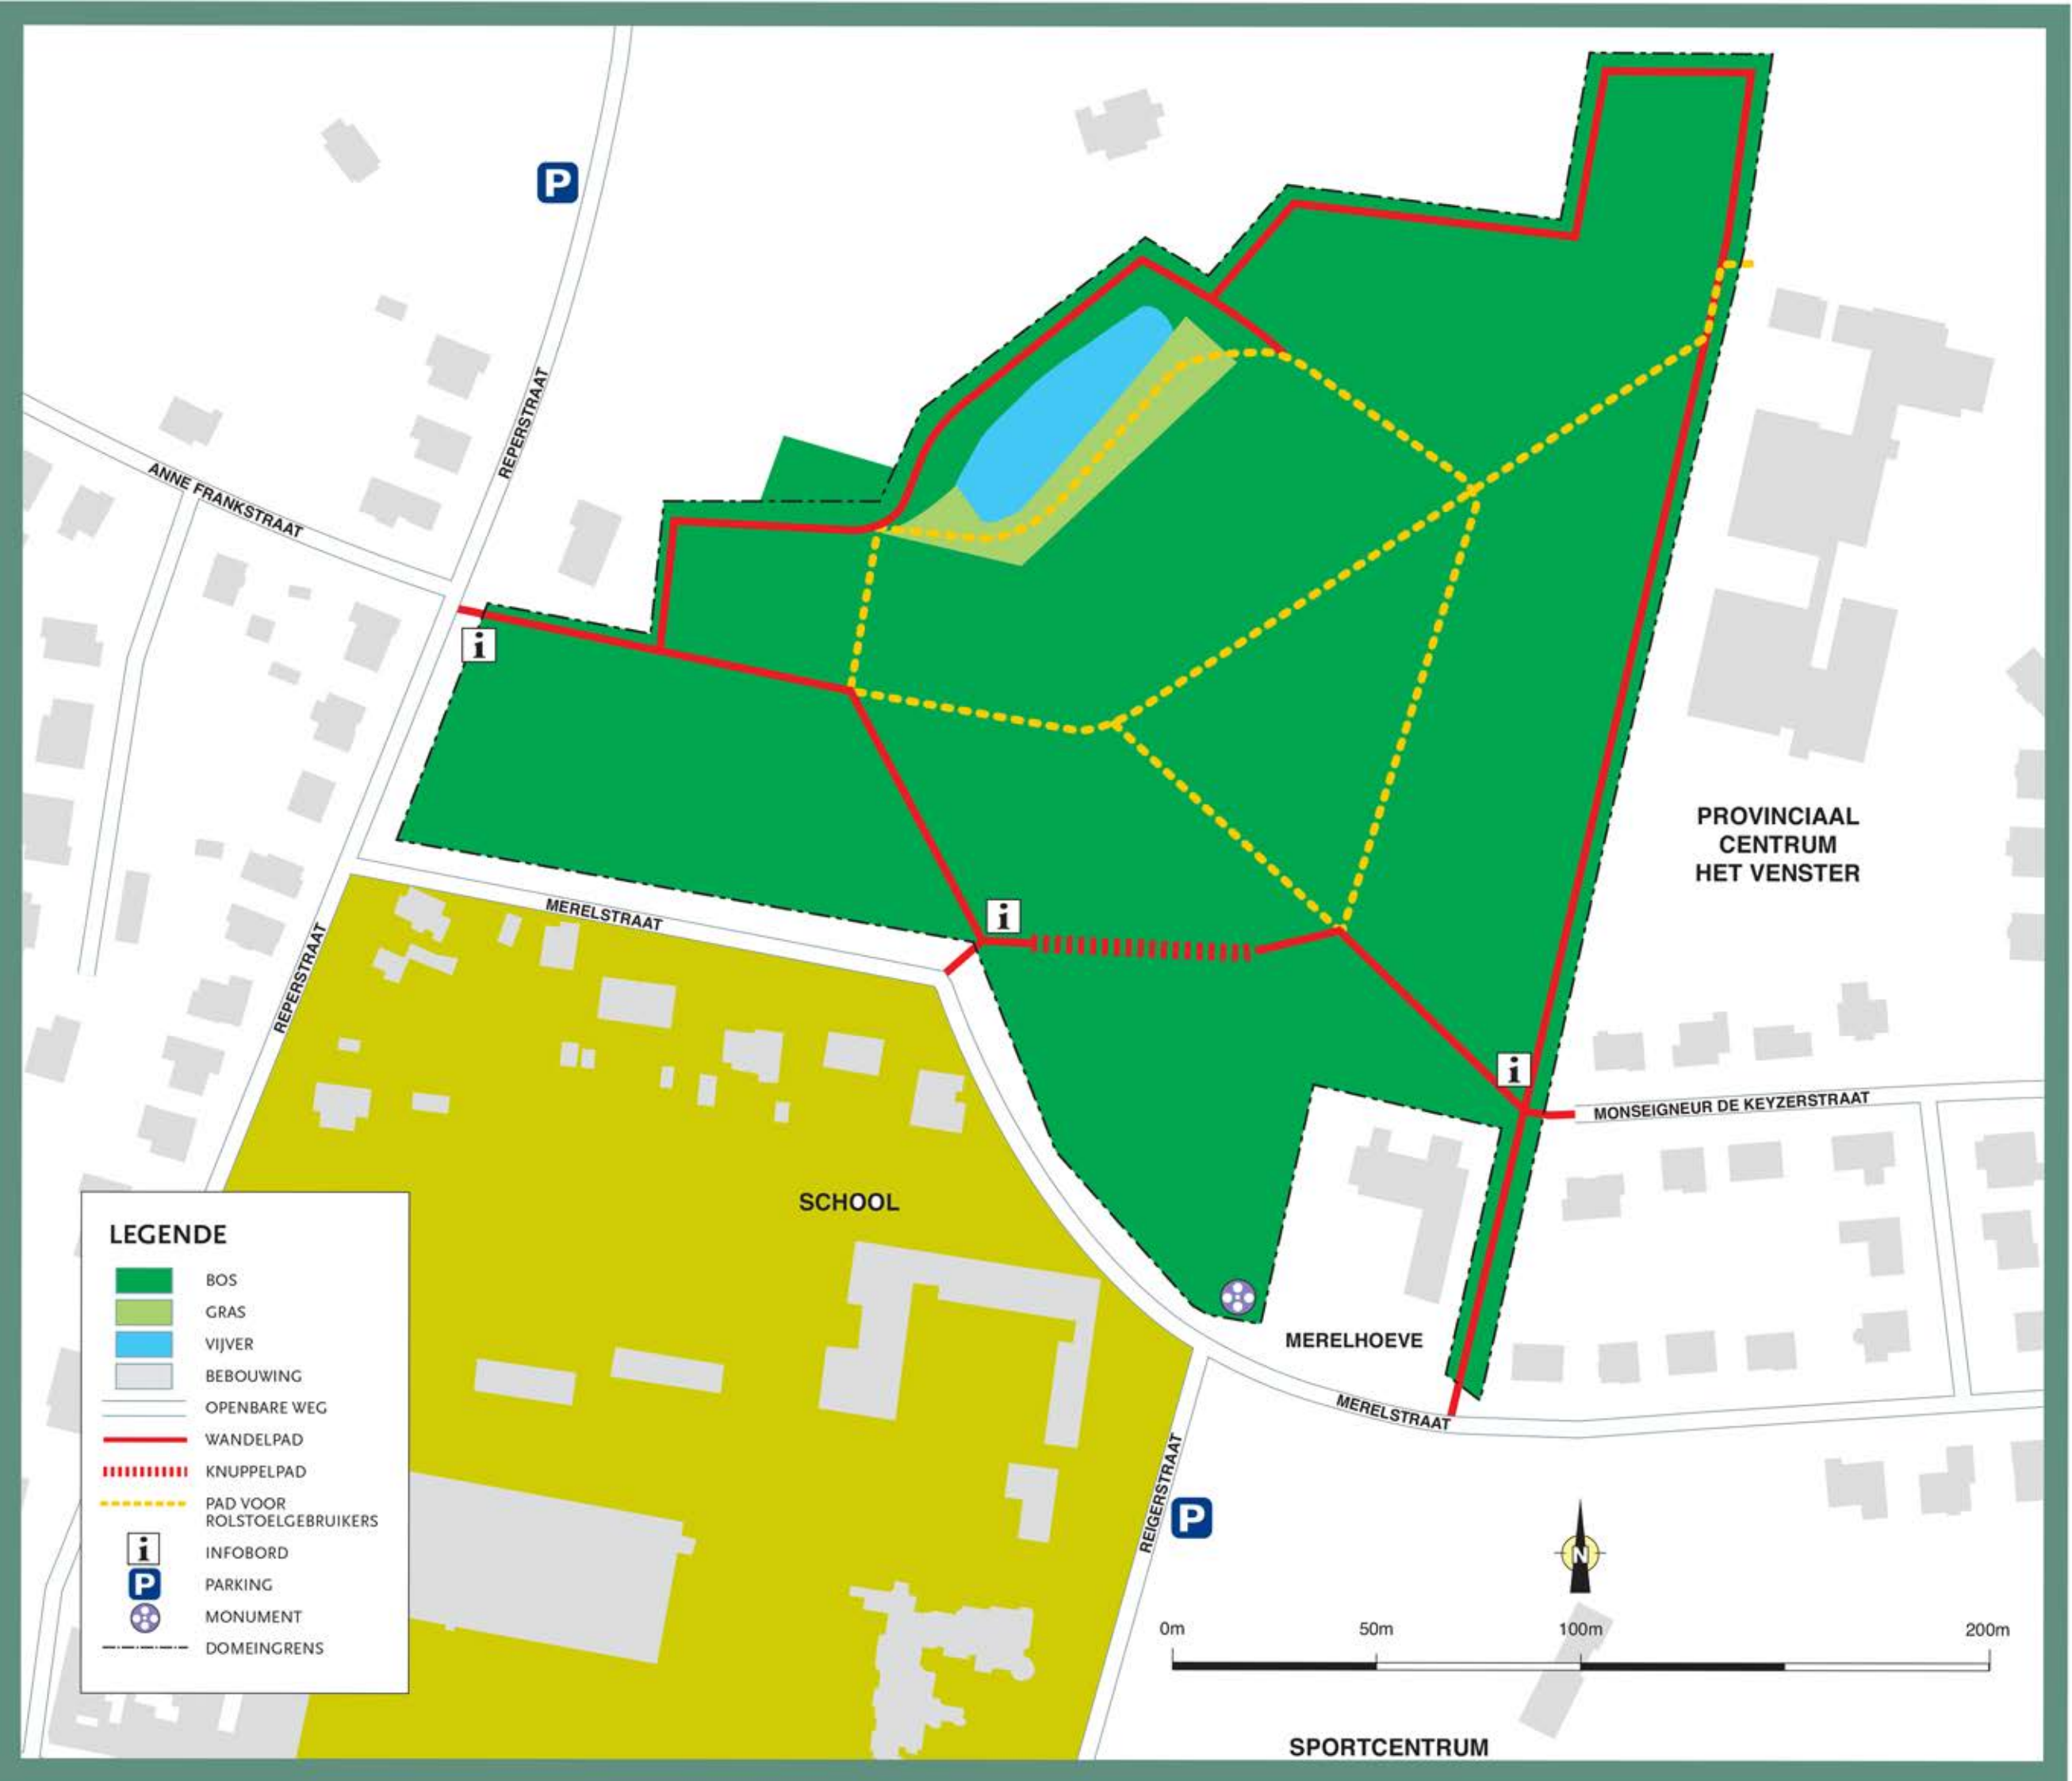 P
REPERSTRAAT
ANNE FRANKSTRAAT
i
PROVINCIAAL
CENTRUM
HET VENSTER
MERELSTRAAT
i
REPERSTRAAT
i
MONSEIGNEUR DE KEYZERSTRAAT
SCHOOL
MERELHOEVE
MERELSTRAAT
REIGERSTRAAT
P
LEGENDE
BOS
GRAS
VIJVER
BEBOUWING
OPENBARE WEG
WANDELPAD
KNUPPELPAD
PAD VOOR
ROLSTOELGEBRUIKERS
i INFOBORD
P PARKING
MONUMENT
DOMEINGRENS
N
0m 50m 100m 200m
SPORTCENTRUM